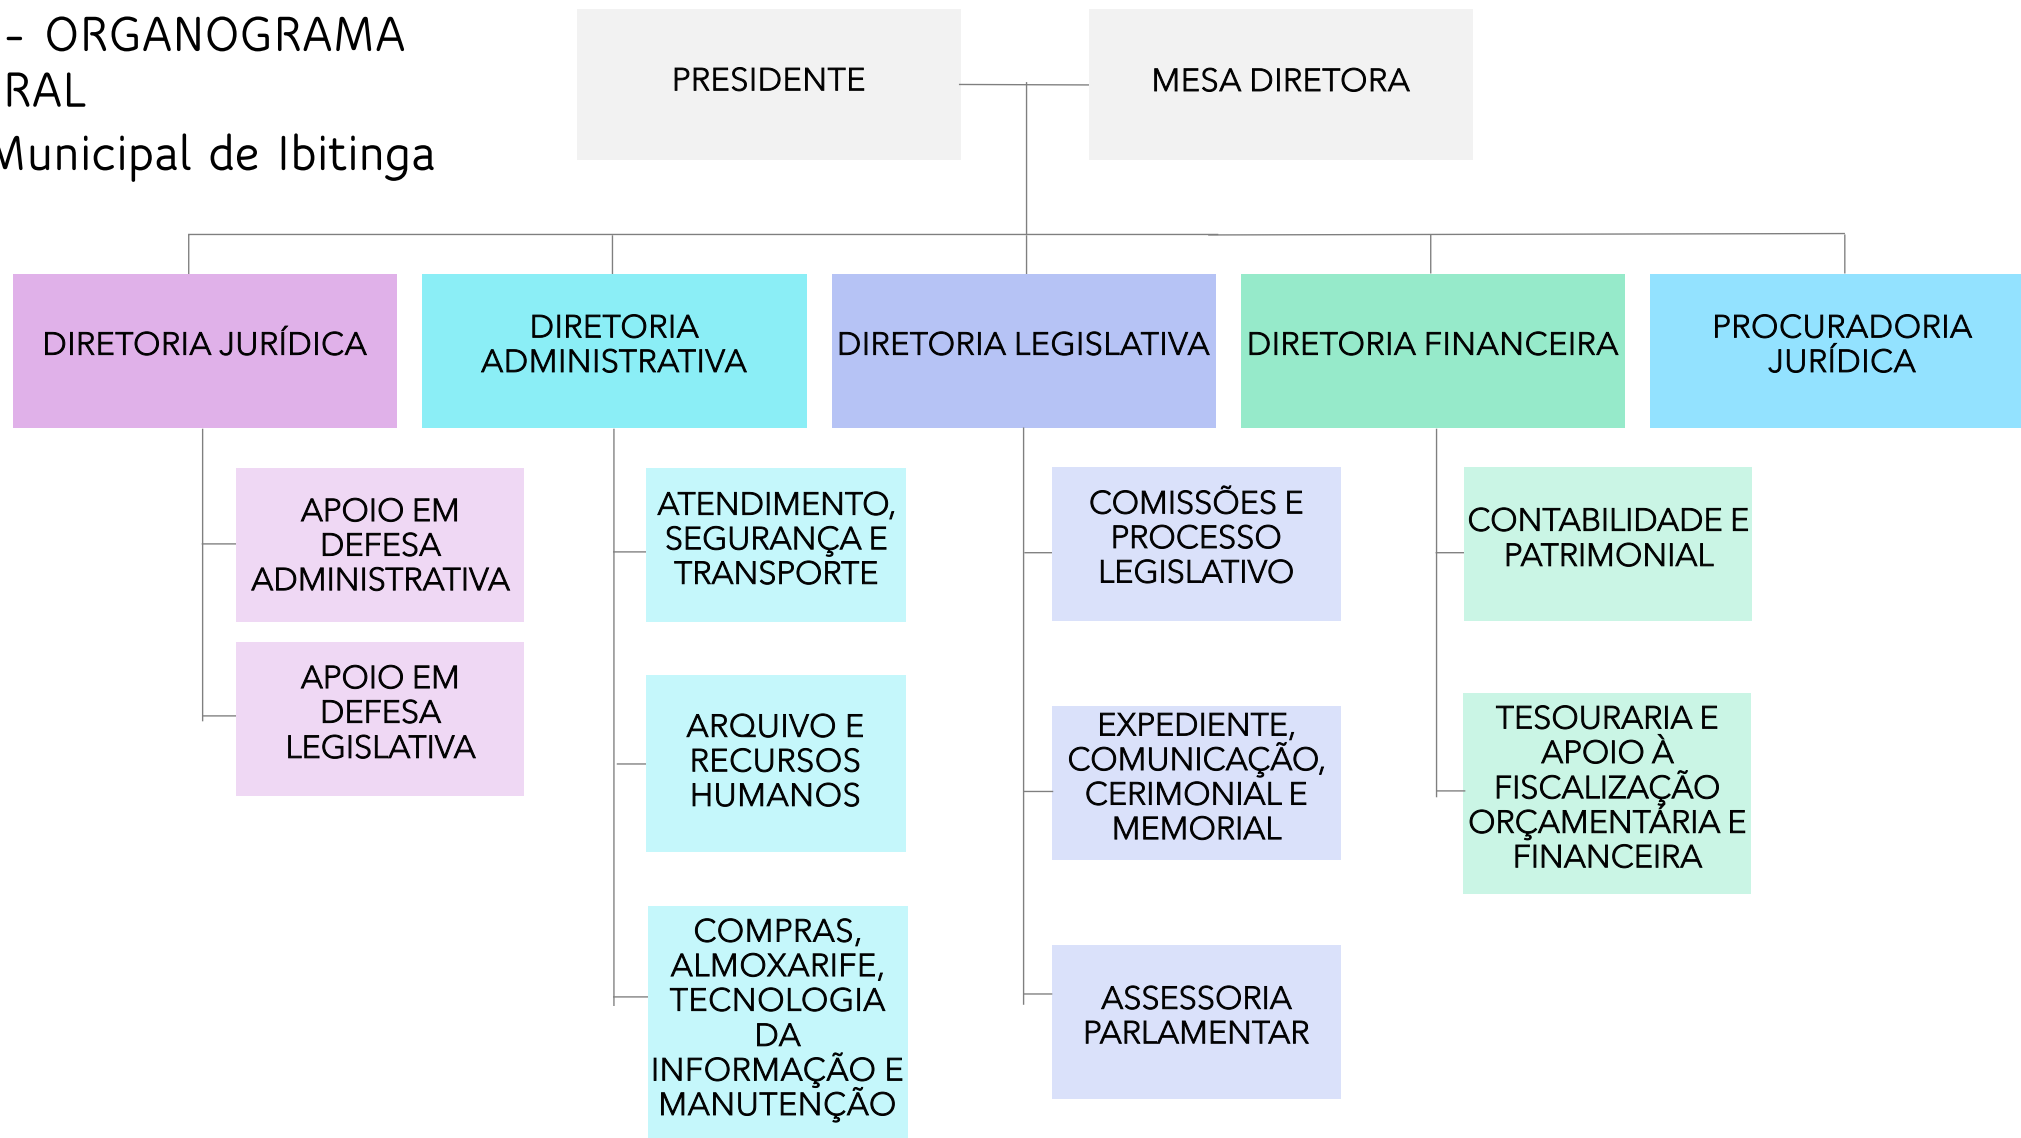 - ORGANOGRAMA
RAL
Municipal de Ibitinga
PRESIDENTE
MESA DIRETORA
DIRETORIA JURÍDICA
DIRETORIA
ADMINISTRATIVA
DIRETORIA LEGISLATIVA
DIRETORIA FINANCEIRA
PROCURADORIA
JURÍDICA
APOIO EM
DEFESA
ADMINISTRATIVA
APOIO EM
DEFESA
LEGISLATIVA
ATENDIMENTO,
SEGURANÇA E
TRANSPORTE
ARQUIVO E
RECURSOS
HUMANOS
COMPRAS,
ALMOXARIFE,
TECNOLOGIA
DA
INFORMAÇÃO E
MANUTENÇÃO
COMISSÕES E
PROCESSO
LEGISLATIVO
EXPEDIENTE,
COMUNICAÇÃO,
CERIMONIAL E
MEMORIAL
ASSESSORIA
PARLAMENTAR
CONTABILIDADE E
PATRIMONIAL
TESOURARIA E
APOIO À
FISCALIZAÇÃO
ORÇAMENTÁRIA E
FINANCEIRA